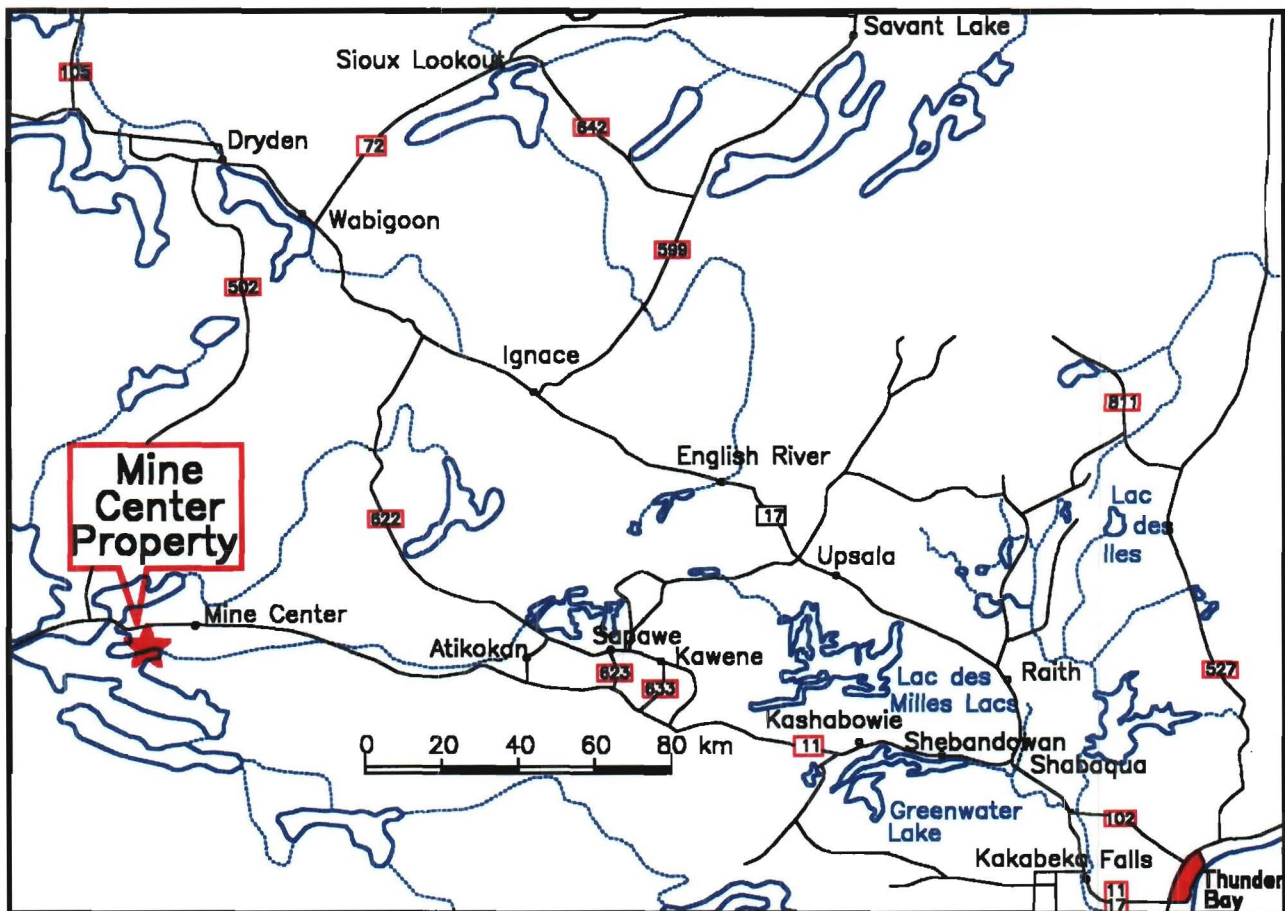 Savant Lake
Sioux Lookout
105
642
Dryden
72
Wabigoon
599
502
Ignace
811
Mine
Center
Property
English River
17
Lac
des
Iles
622
Upsala
Mine Center
Sapawe
Atikokan
Kawene
623
633
Raith
527
Lac des
Milles Lacs
Kashabowie
0 20 40 60 80 km
11
Shebandowan
Shabaqua
Greenwater
Lake
102
Kakabeka Falls
11
17
Thunder
Bay